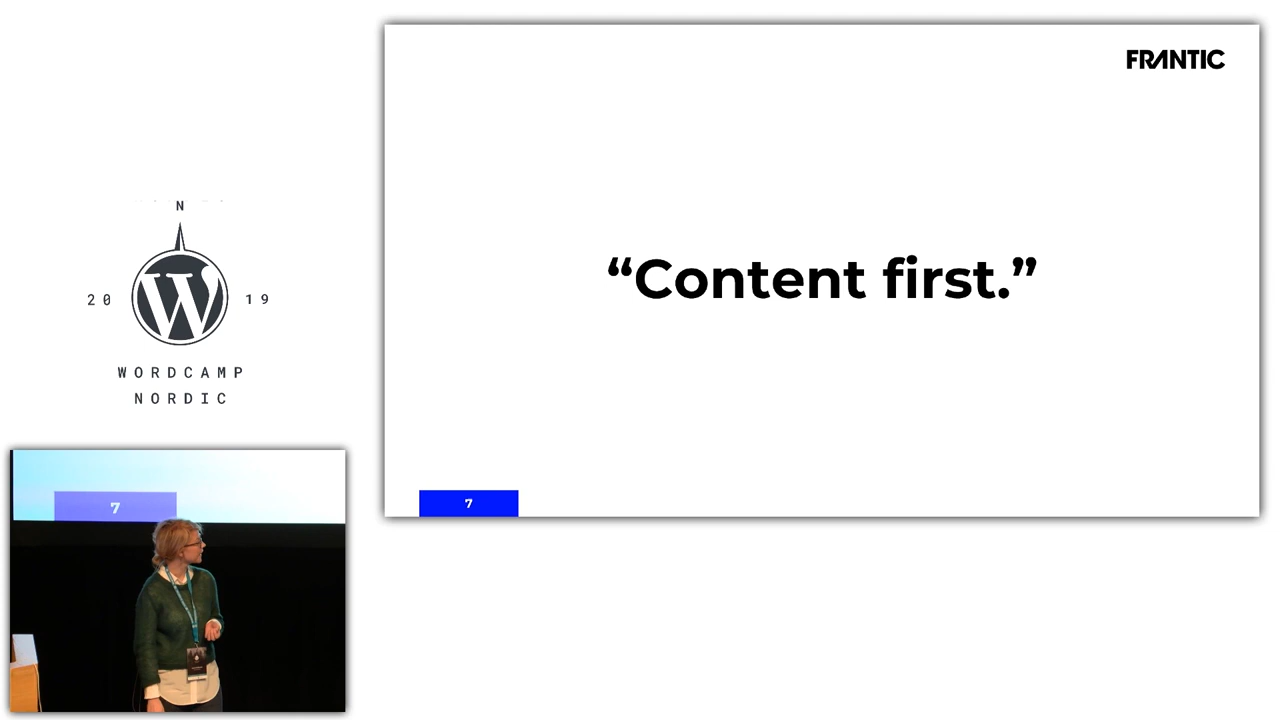 FRANTIC
“Content first.”
7
N
20 19
WORDCAMP
NORDIC
7